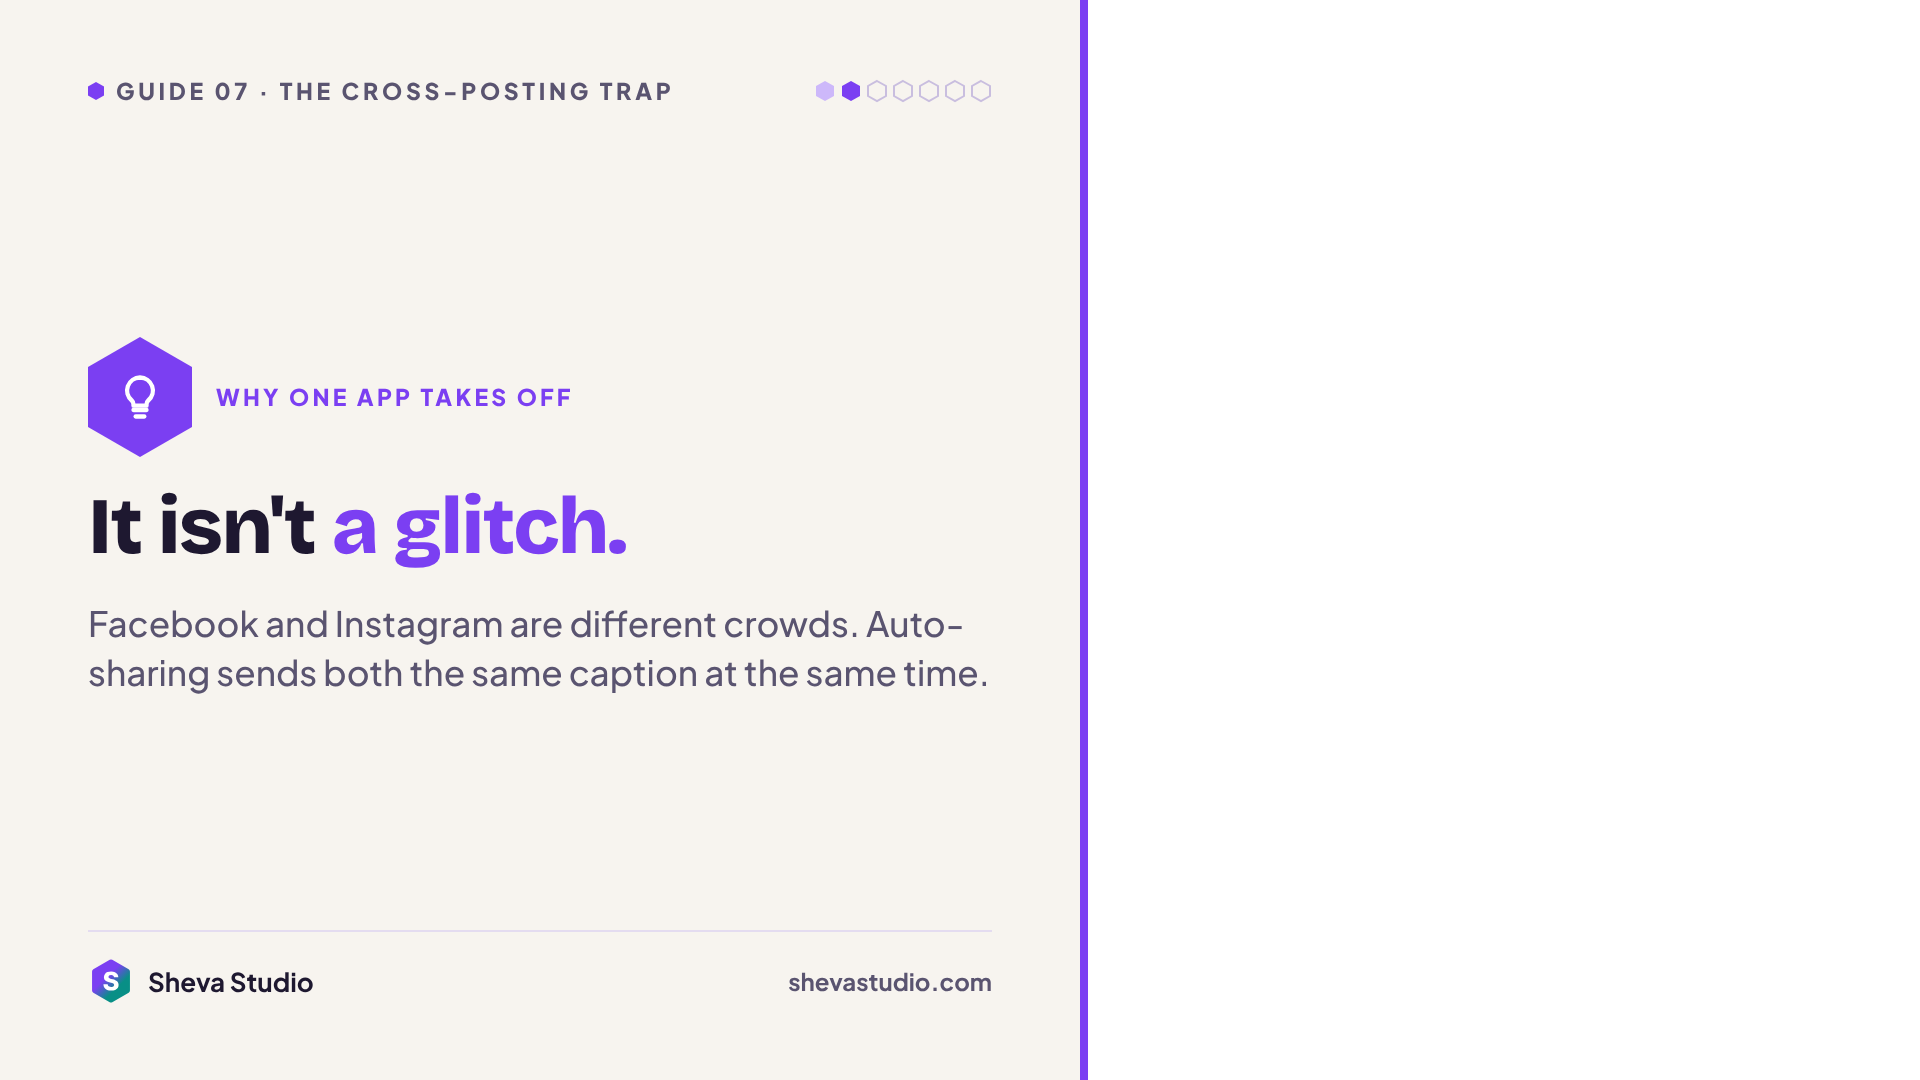 GUIDE 07 · THE CROSS-POSTING TRAP
WHY ONE APP TAKES OFF
It isn't a glitch.
Facebook and Instagram are different crowds. Auto-
sharing sends both the same caption at the same time.
S Sheva Studio
shevastudio.com